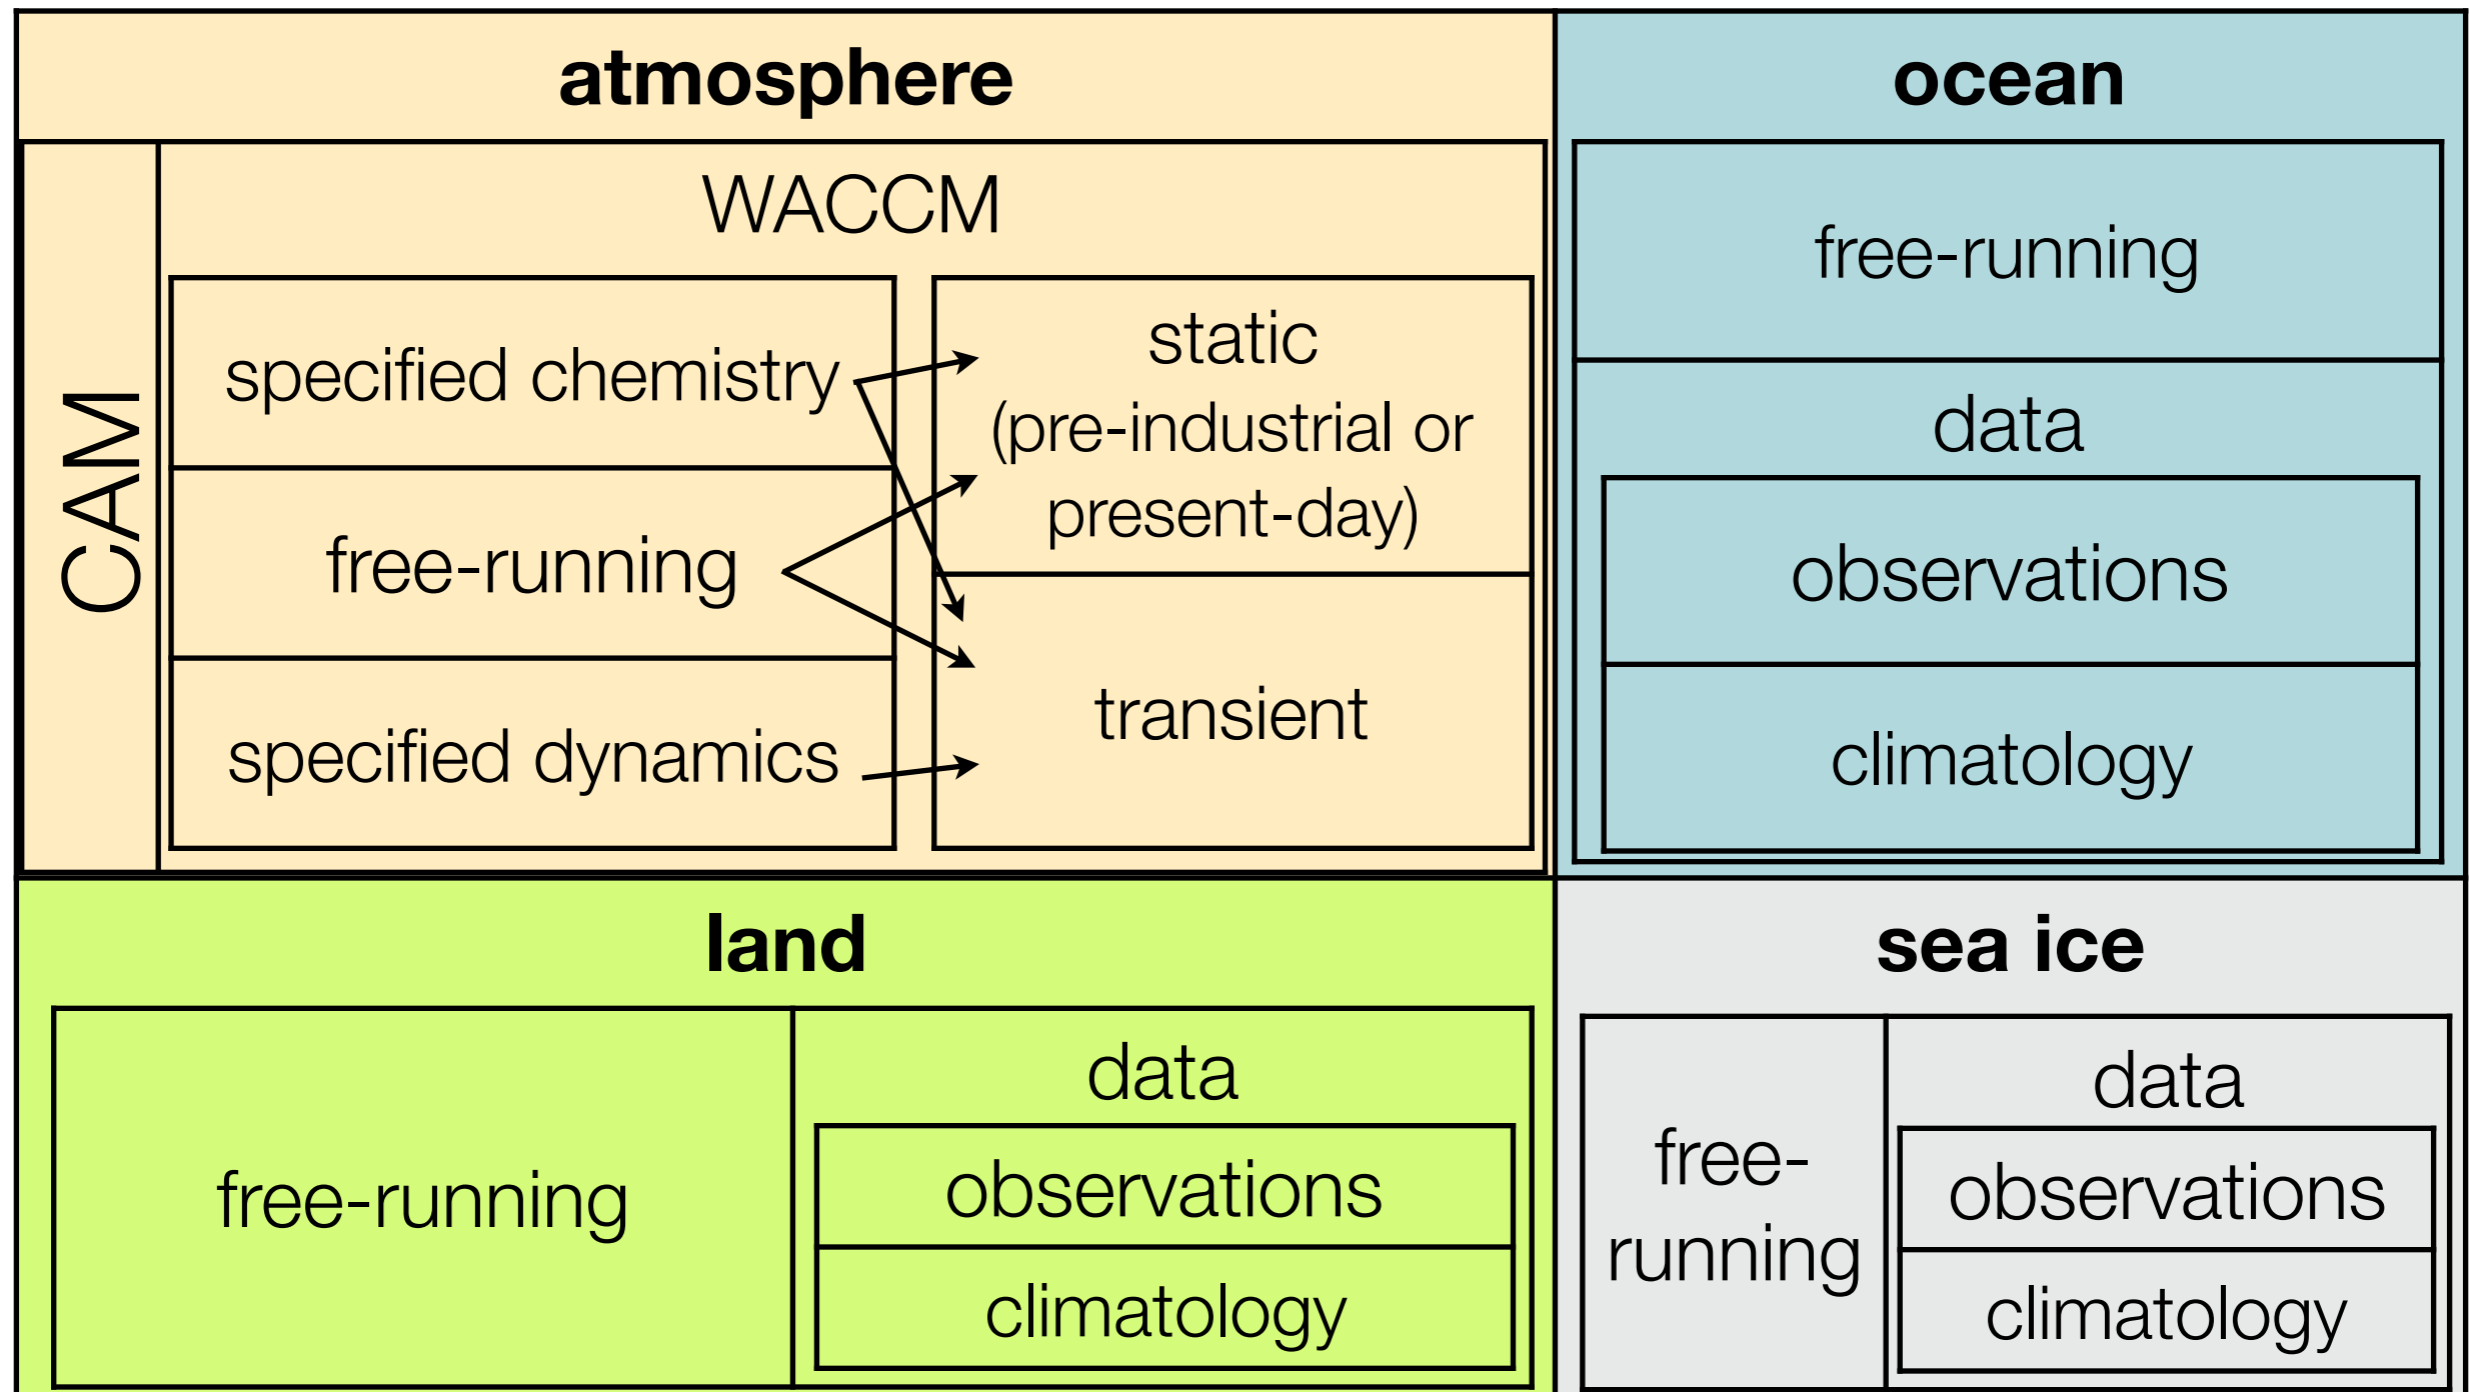 atmosphere
CAM
WACCM
specified chemistry
free-running
specified dynamics
static
(pre-industrial or
present-day)
transient
ocean
free-running
data
observations
climatology
land
free-running
data
observations
climatology
sea ice
free-
running
data
observations
climatology